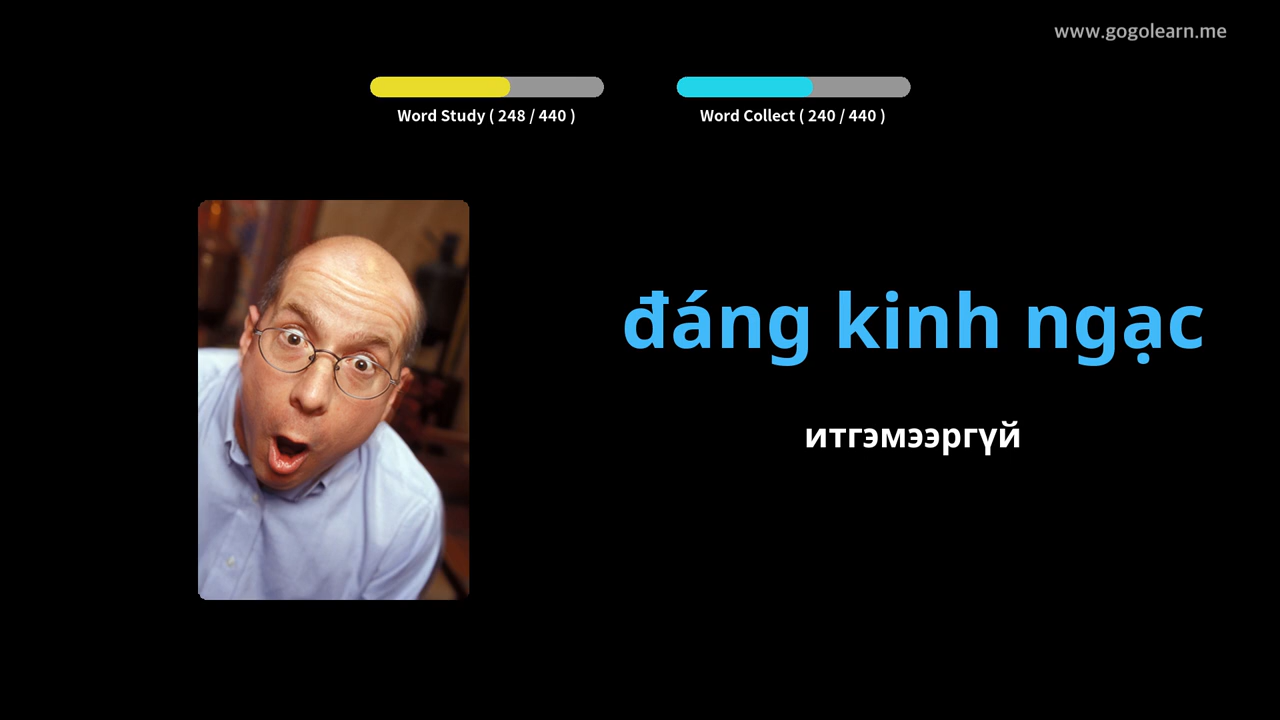 www.gogolearn.me
Word Study ( 248 / 440 )
Word Collect ( 240 / 440 )
đáng kinh ngạc
итгэмээргүй